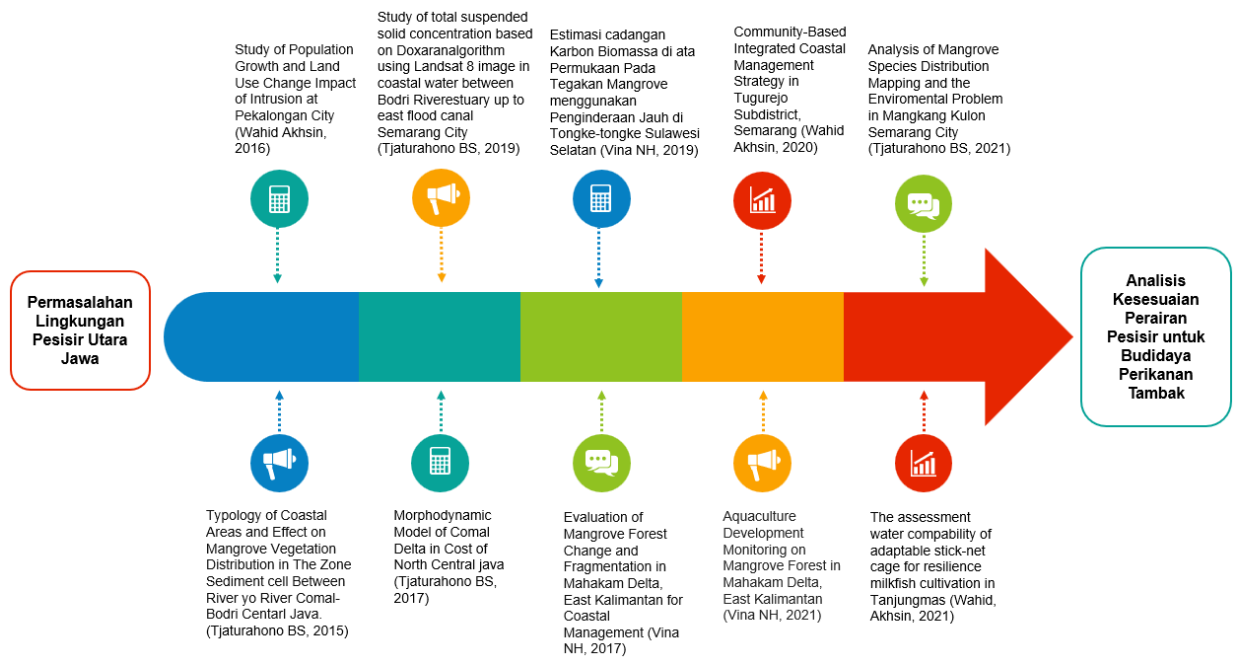 Study of Population
Growth and Land
Use Change Impact
of Intrusion at
Pekalongan City
(Wahid Akhsin,
2016)
Study of total suspended
solid concentration based
on Doxaranalgorithm
using Landsat 8 image in
coastal water between
Bodri Riverestuary up to
east flood canal
Semarang City
(Tjaturahono BS, 2019)
Estimasi cadangan
Karbon Biomassa di ata
Permukaan Pada
Tegakan Mangrove
menggunakan
Penginderaan Jauh di
Tongke-tongke Sulawesi
Selatan (Vina NH, 2019)
Community-Based
Integrated Coastal
Management
Strategy in
Tugurejo
Subdistrict,
Semarang (Wahid
Akhsin, 2020)
Analysis of Mangrove
Species Distribution
Mapping and the
Enviromental Problem
in Mangkang Kulon
Semarang City
(Tjaturahono BS, 2021)
Permasalahan
Lingkungan
Pesisir Utara
Jawa
Analisis
Kesesuaian
Perairan
Pesisir untuk
Budidaya
Perikanan
Tambak
Typology of Coastal
Areas and Effect on
Mangrove Vegetation
Distribution in The Zone
Sediment cell Between
River yo River Comal-
Bodri Centarl Java.
(Tjaturahono BS, 2015)
Morphodynamic
Model of Comal
Delta in Cost of
North Central java
(Tjaturahono BS,
2017)
Evaluation of
Mangrove Forest
Change and
Fragmentation in
Mahakam Delta,
East Kalimantan for
Coastal
Management (Vina
NH, 2017)
Aquaculture
Development
Monitoring on
Mangrove Forest in
Mahakam Delta,
East Kalimantan
(Vina NH, 2021)
The assessment
water compability of
adaptable stick-net
cage for resilience
milkfish cultivation in
Tanjungmas (Wahid,
Akhsin, 2021)